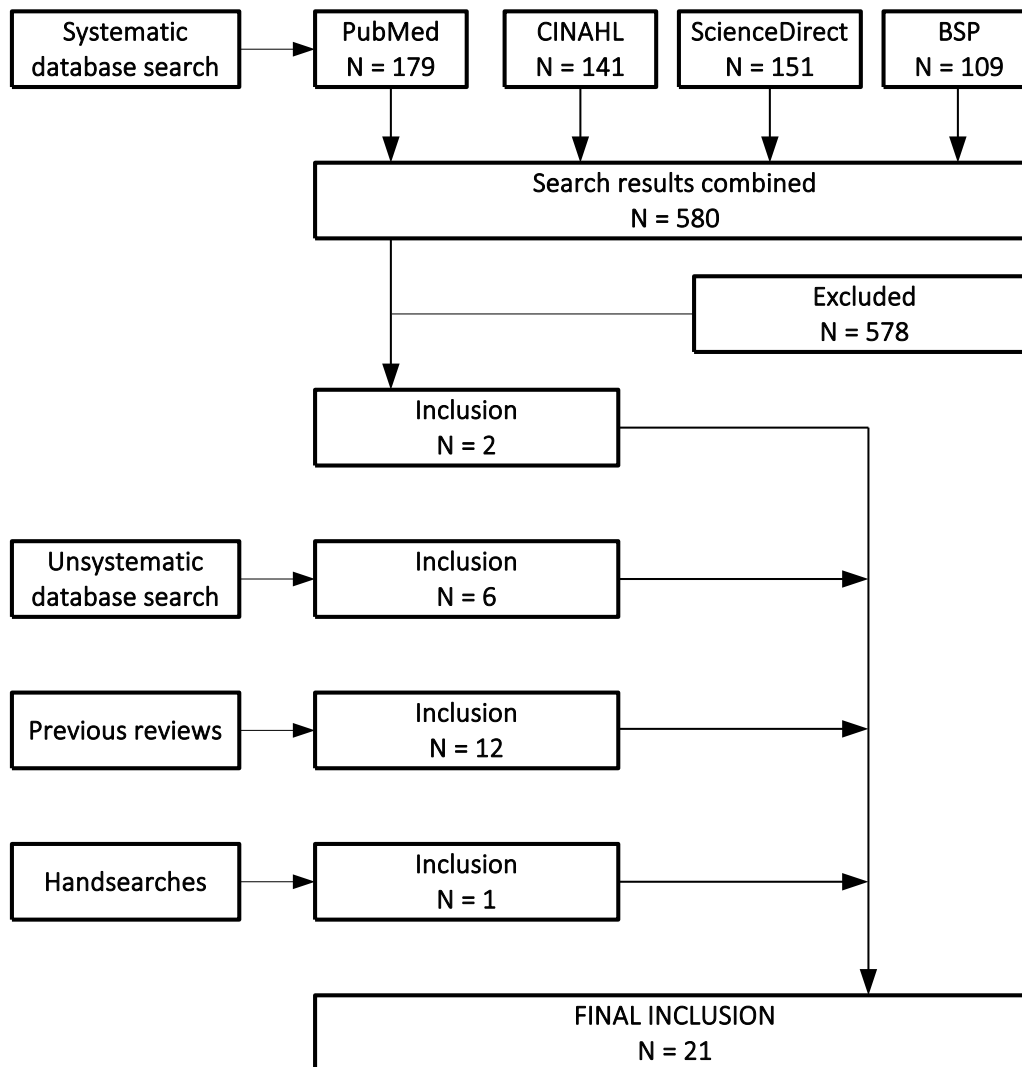 Systematic
database search
PubMed
N = 179
CINAHL
N = 141
ScienceDirect
N = 151
BSP
N = 109
Search results combined
N = 580
Excluded
N = 578
Inclusion
N = 2
Unsystematic
database search
Inclusion
N = 6
Previous reviews
Inclusion
N = 12
Handsearches
Inclusion
N = 1
FINAL INCLUSION
N = 21